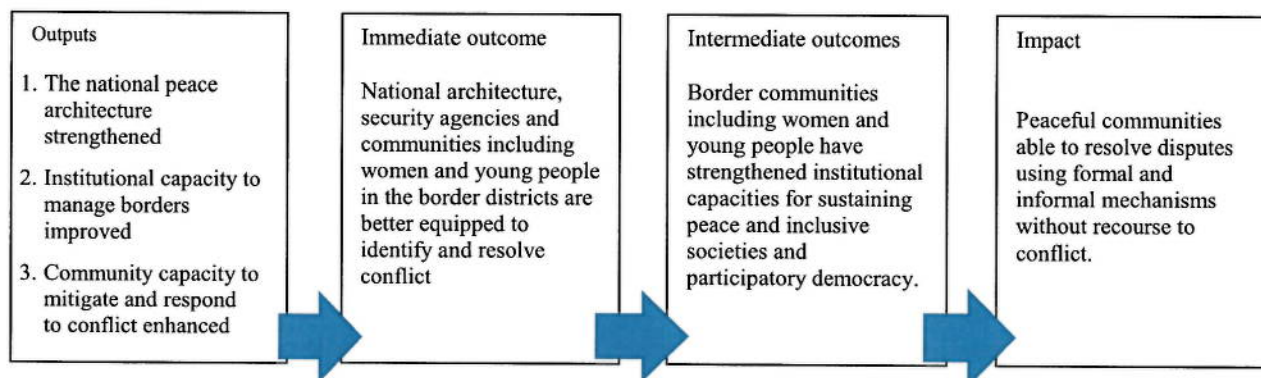 Outputs
1. The national peace
architecture
strengthened
2. Institutional capacity to
manage borders
improved
3. Community capacity to
mitigate and respond
to conflict enhanced
Immediate outcome
National architecture,
security agencies and
communities including
women and young people
in the border districts are
better equipped to
identify and resolve
conflict
Intermediate outcomes
Border communities
including women and
young people have
strengthened institutional
capacities for sustaining
peace and inclusive
societies and
participatory democracy.
Impact
Peaceful communities
able to resolve disputes
using formal and
informal mechanisms
without recourse to
conflict.